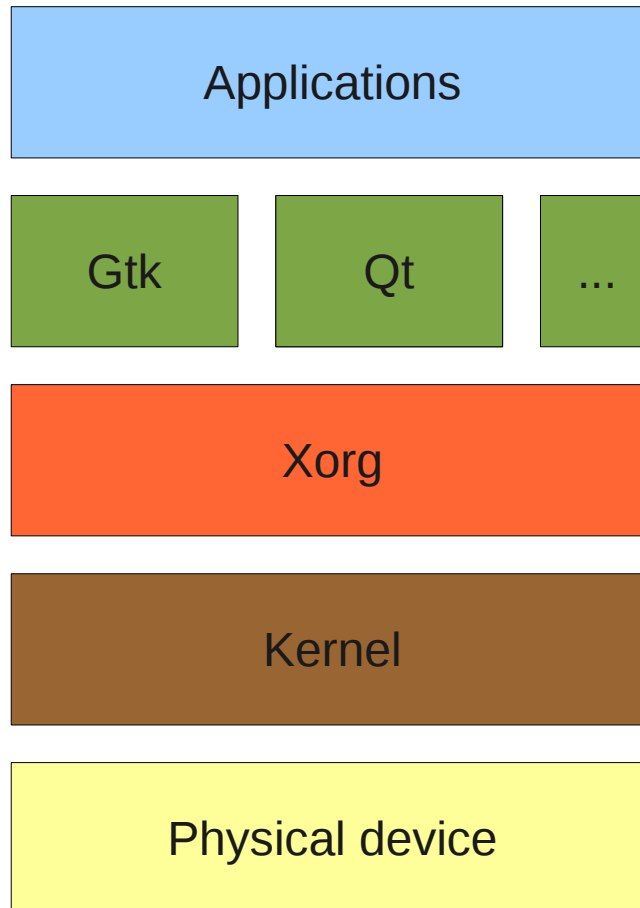 Applications
Gtk
Qt
...
Xorg
Kernel
Physical device